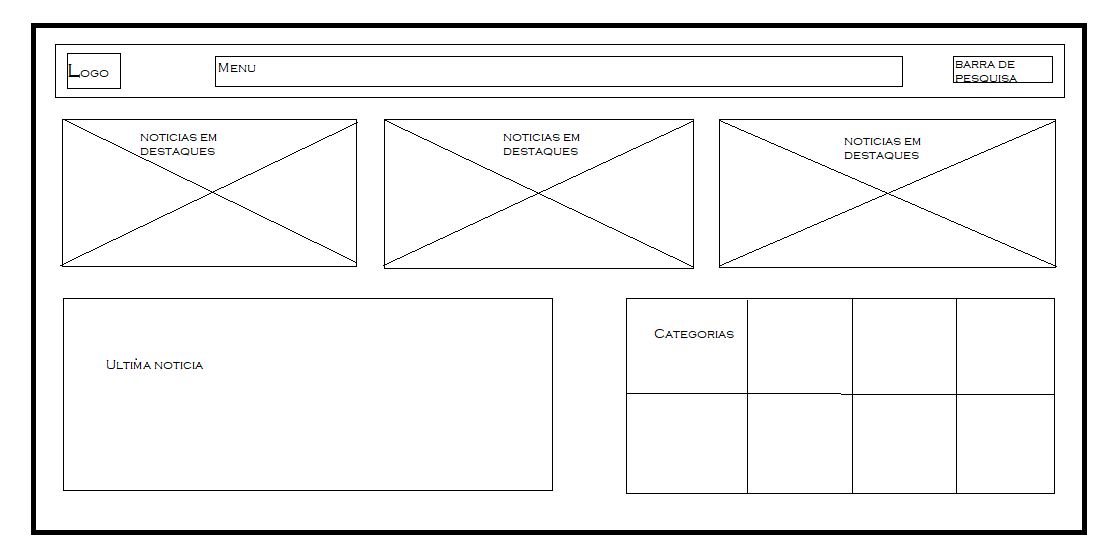 Logo
Menu
BARRA DE
PESQUISA
NOTICIAS EM
DESTAQUES
NOTICIAS EM
DESTAQUES
NOTICIAS EM
DESTAQUES
Ultima noticia
Categorias